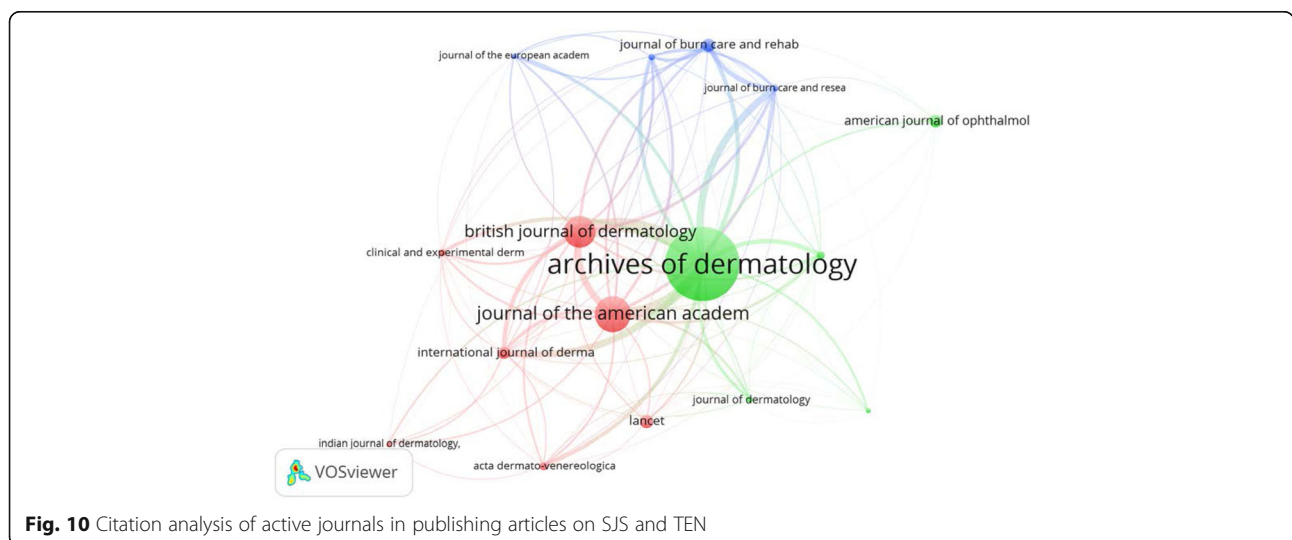 journal of burn care and rehab
journal of the european academ
journal of burn care and resea
american journal of ophthalmol
british journal of dermatology
clinical and experimental derm
archives of dermatology
journal of the american academ
international journal of derma
journal of dermatology
lancet
indian journal of dermatology,
acta dermato-venereologica
VOSviewer
Fig. 10 Citation analysis of active journals in publishing articles on SJS and TEN